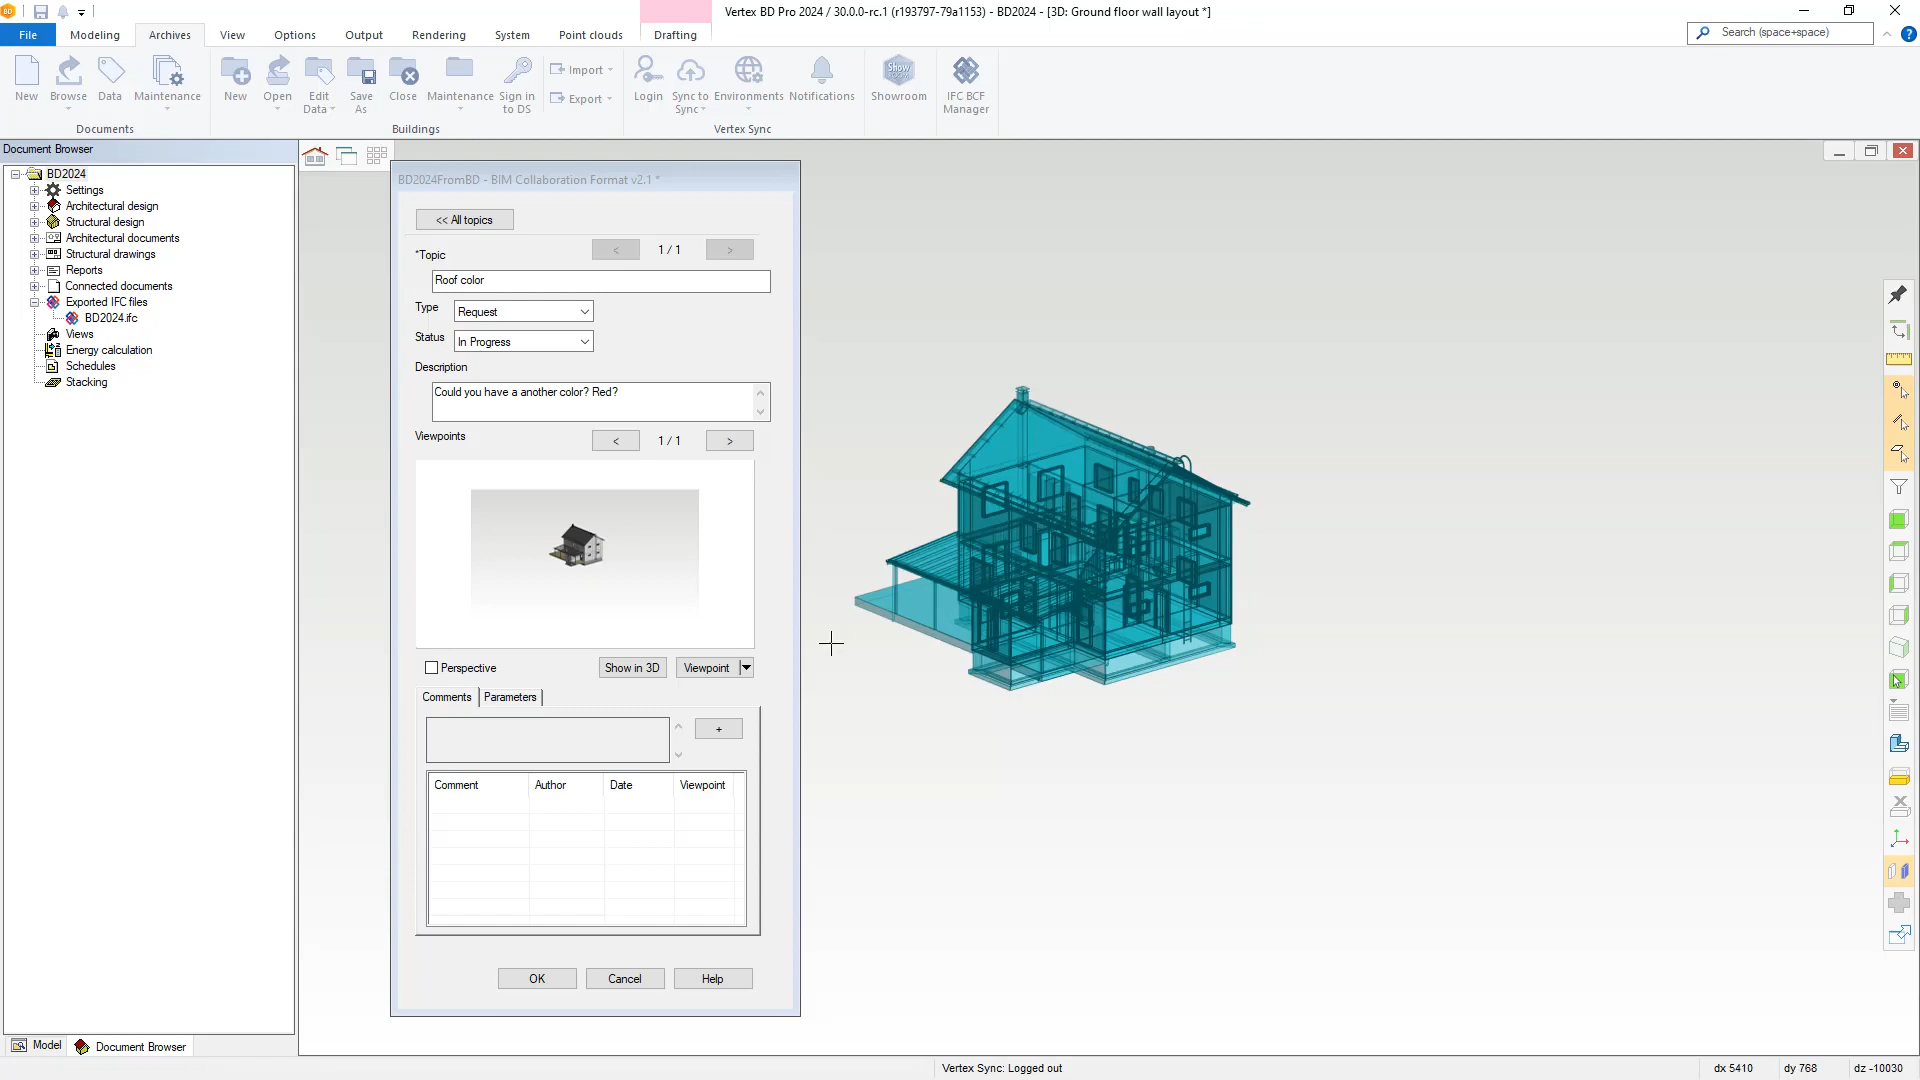 BD
Vertex BD Pro 2024 / 30.0.0-rc.1 (r193797-79a1153) - BD2024 - [3D: Ground floor wall layout *]
File Modeling Archives View Options Output Rendering System Point clouds Drafting
Search (space+space)
?
New Browse Data Maintenance
New Open Edit Data Save As Close Maintenance Sign in to DS
Import
Export
Login Sync to Sync Environments Notifications
Show
Showroom
IFC BCF Manager
Documents Buildings Vertex Sync
Document Browser
BD2024
Settings
Architectural design
Structural design
Architectural documents
Structural drawings
Reports
Connected documents
Exported IFC files
BD2024.ifc
Views
Energy calculation
Schedules
Stacking
BD2024FromBD - BIM Collaboration Format v2.1 *
<< All topics
*Topic < 1 / 1 >
Roof color
Type Request
Status In Progress
Description
Could you have a another color? Red?
Viewpoints < 1 / 1 >
Perspective Show in 3D Viewpoint
Comments Parameters
+
Comment Author Date Viewpoint
OK Cancel Help
Model Document Browser
Vertex Sync: Logged out
dx 5410 dy 768 dz -10030